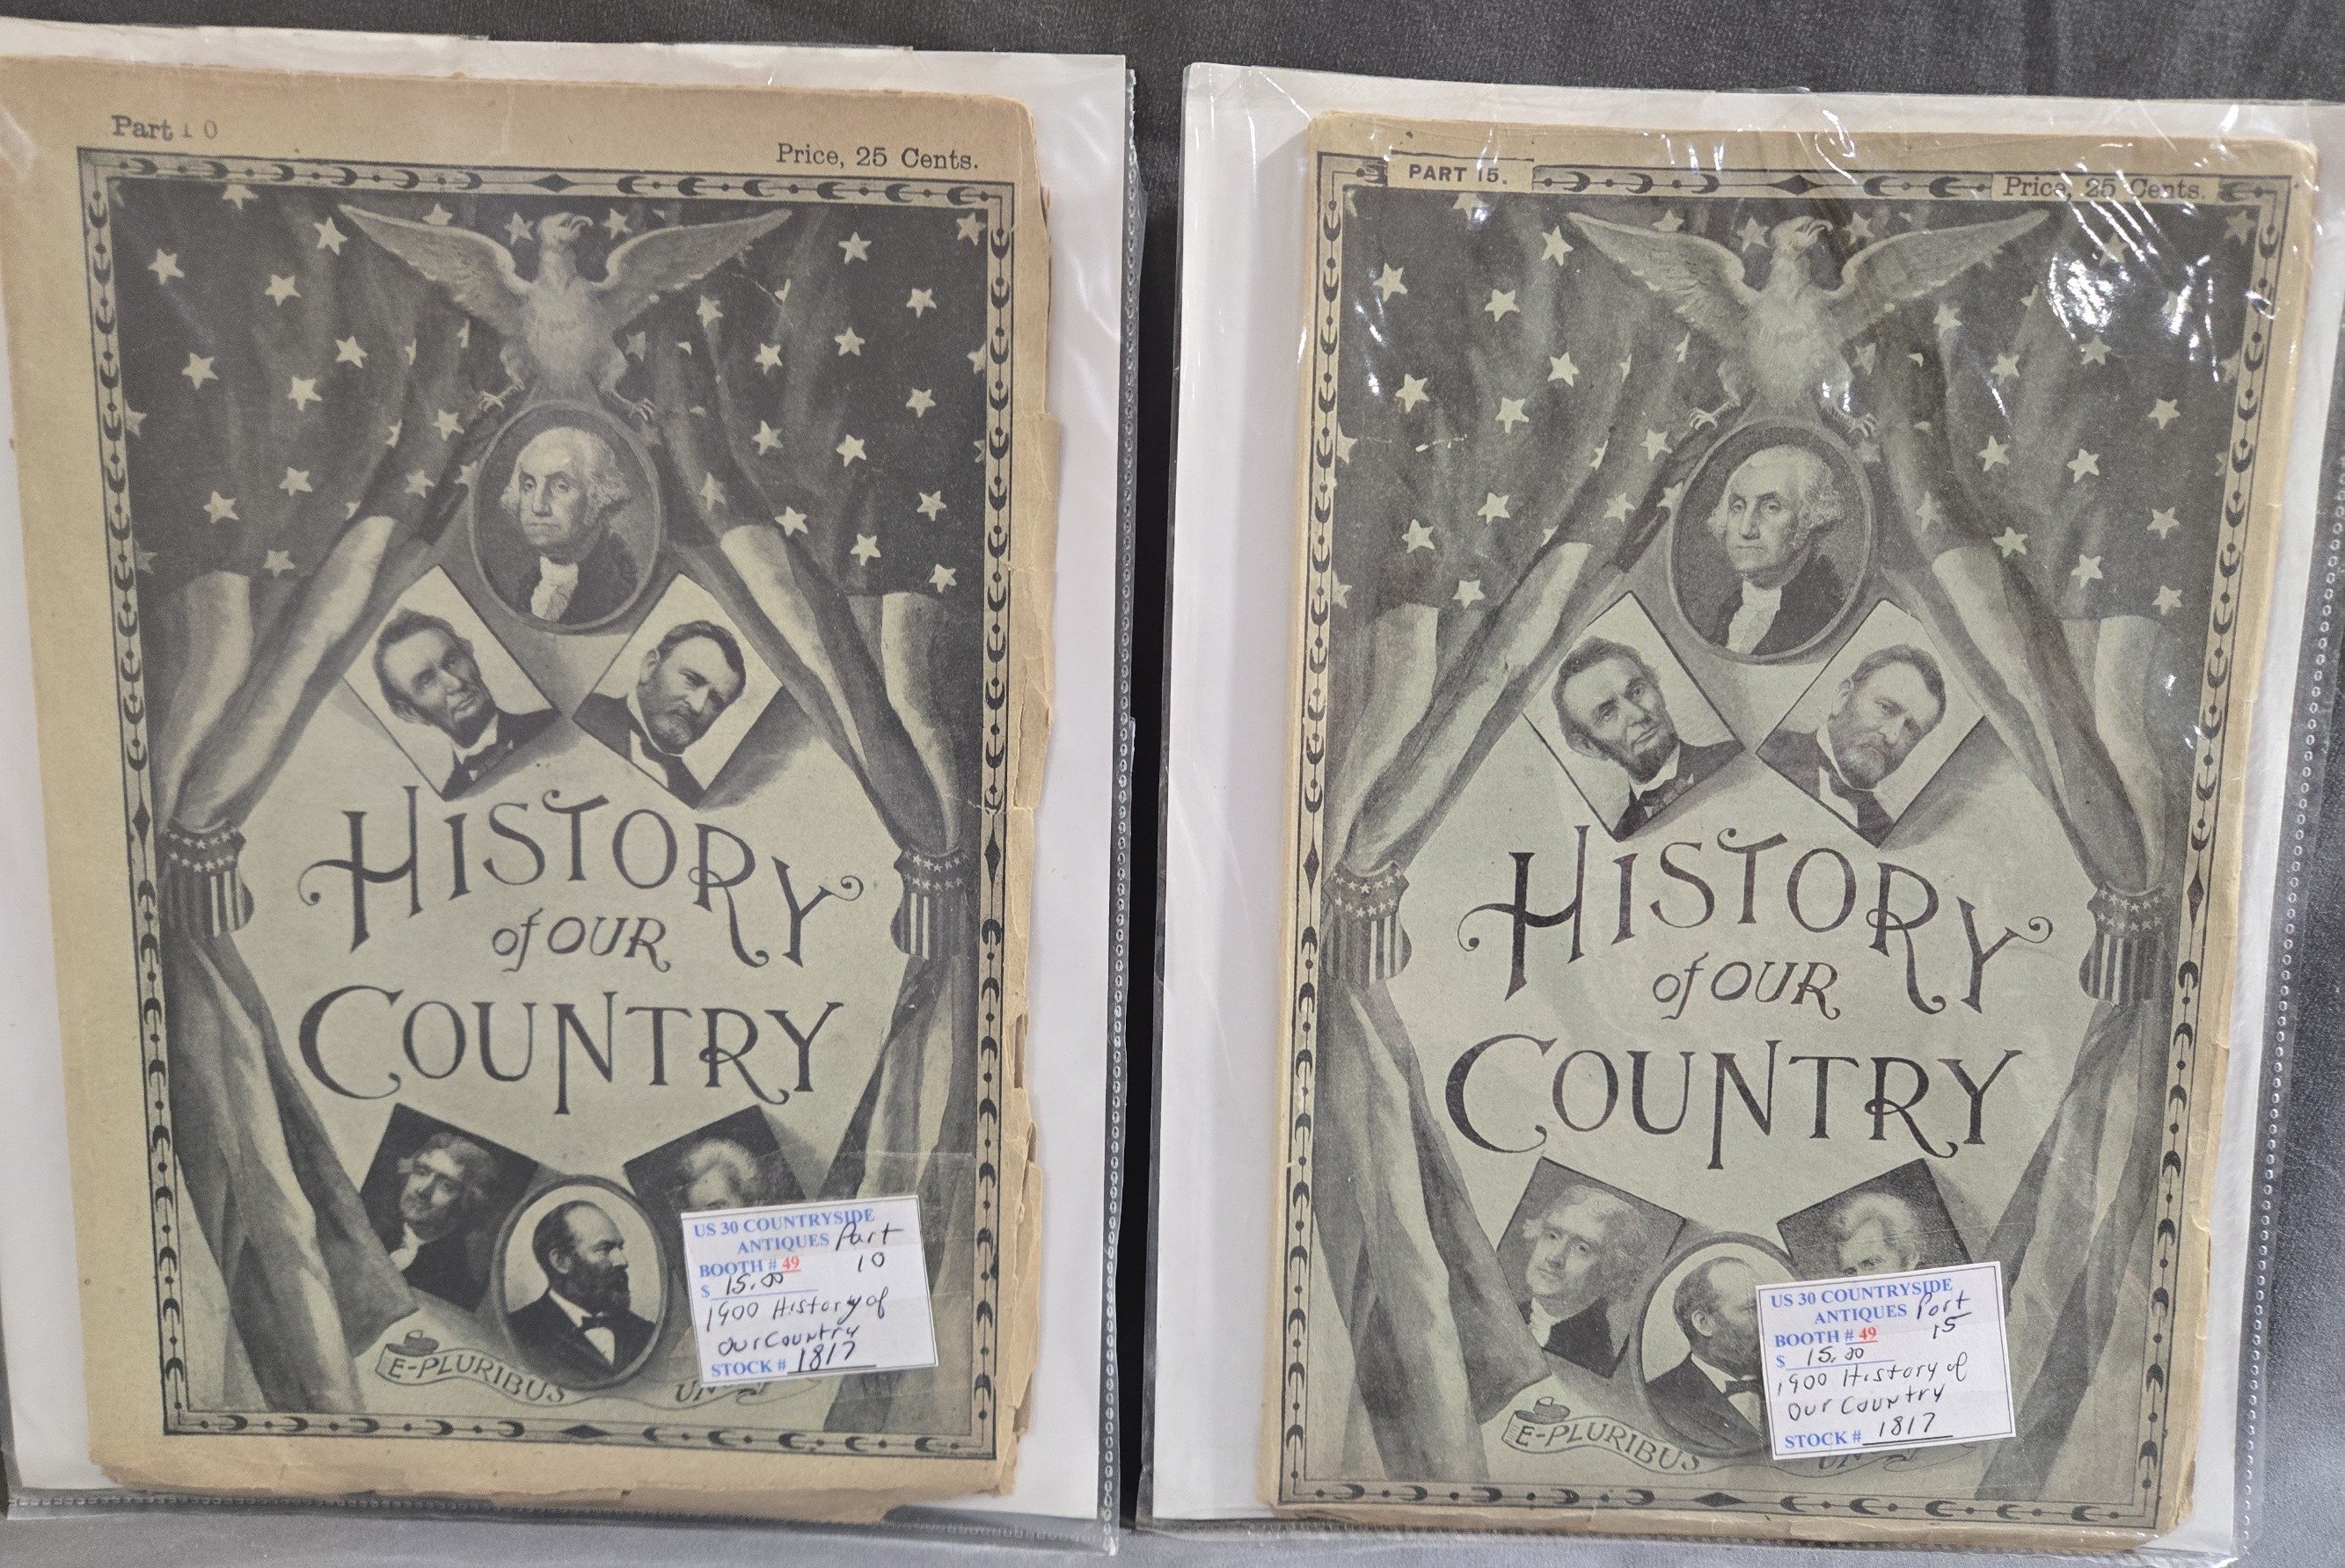 Part 10
Price, 25 Cents.
HISTORY
of OUR
COUNTRY
E-PLURIBUS
US 30 COUNTRYSIDE
ANTIQUES Part
BOOTH # 49 10
$ 15.00
1900 History of
Our Country
STOCK # 1817
PART 15.
Price, 25 Cents.
HISTORY
of OUR
COUNTRY
E-PLURIBUS
US 30 COUNTRYSIDE
ANTIQUES Part
BOOTH # 49 15
$ 15.00
1900 History of
Our Country
STOCK # 1817